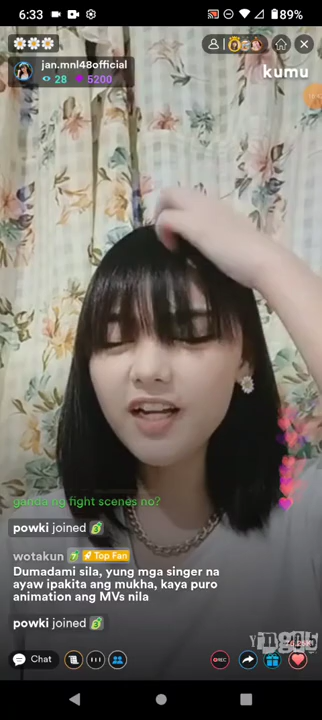 6:33
89%
jan.mnl48official
28 5200
kumu
ganda ng fight scenes no?
powki joined
wotakun Top Fan
Dumadami sila, yung mga singer na
ayaw ipakita ang mukha, kaya puro
animation ang MVs nila
powki joined
Chat
REC